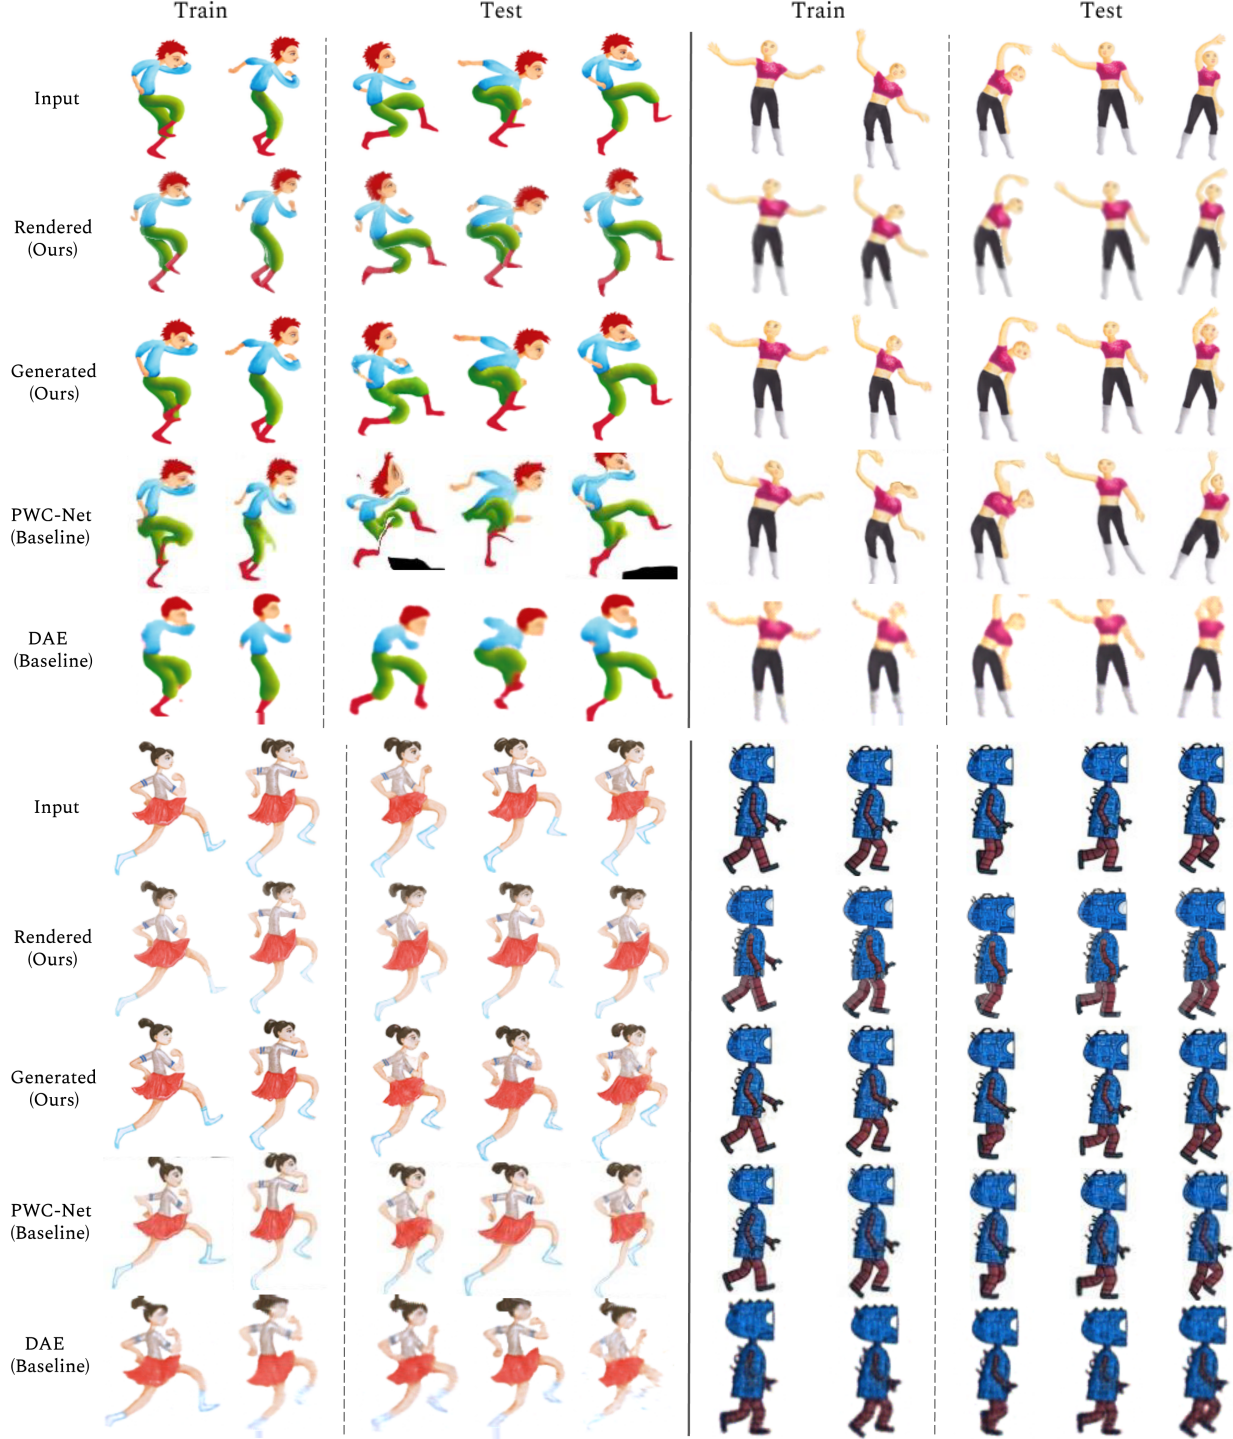 Train
Test
Train
Test
Input
Rendered
(Ours)
Generated
(Ours)
PWC-Net
(Baseline)
DAE
(Baseline)
Input
Rendered
(Ours)
Generated
(Ours)
PWC-Net
(Baseline)
DAE
(Baseline)